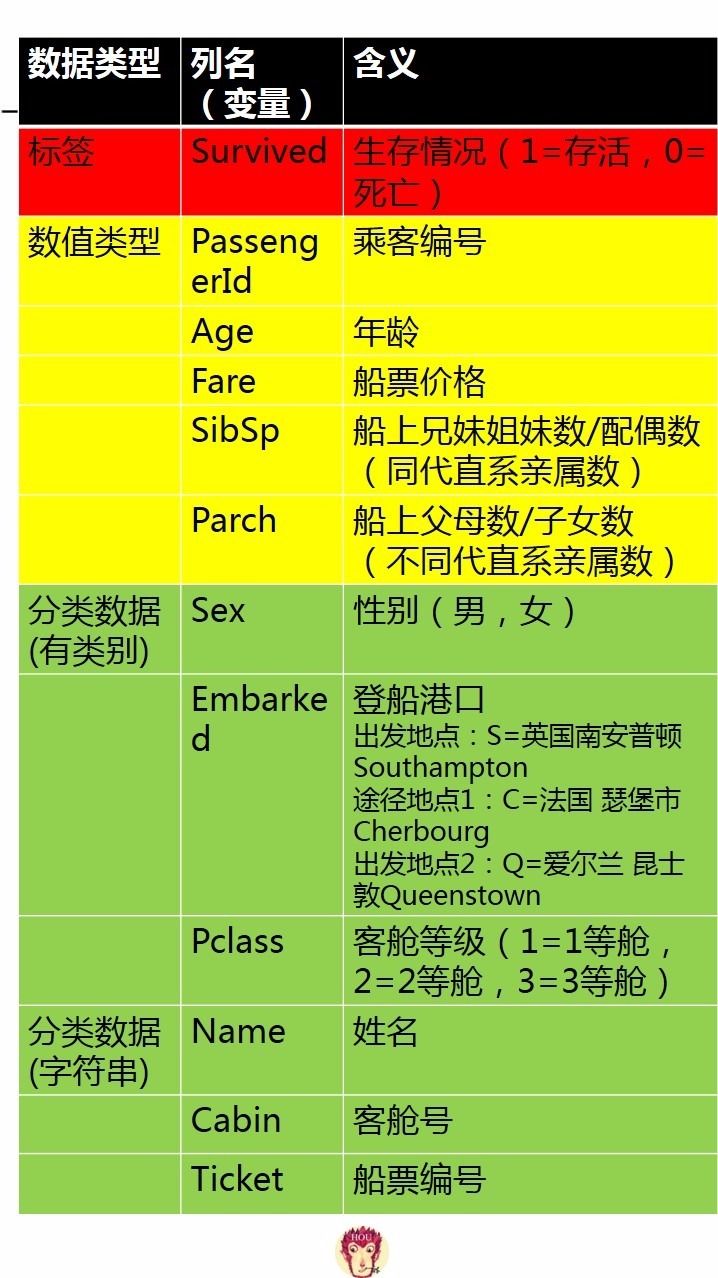 数据类型 列名 含义
（变量）
标签 Survived 生存情况（1=存活，0=
死亡）
数值类型 Passeng 乘客编号
erId
Age 年龄
Fare 船票价格
SibSp 船上兄妹姐妹数/配偶数
（同代直系亲属数）
Parch 船上父母数/子女数
（不同代直系亲属数）
分类数据 Sex 性别（男，女）
(有类别)
Embarke 登船港口
d 出发地点：S=英国南安普顿
Southampton
途径地点1：C=法国 瑟堡市
Cherbourg
出发地点2：Q=爱尔兰 昆士
敦Queenstown
Pclass 客舱等级（1=1等舱，
2=2等舱，3=3等舱）
分类数据 Name 姓名
(字符串)
Cabin 客舱号
Ticket 船票编号
HOU